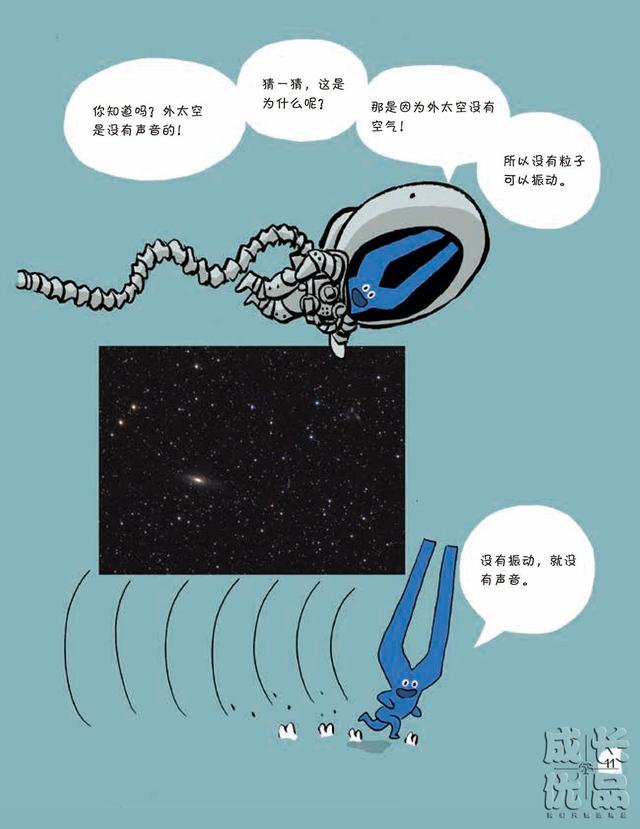 你知道吗?外太空
是没有声音的!
猜一猜,这是
为什么呢?
那是因为外太空没有
空气!
所以没有粒子
可以振动。
没有振动,就没
有声音。
成长
优品
11